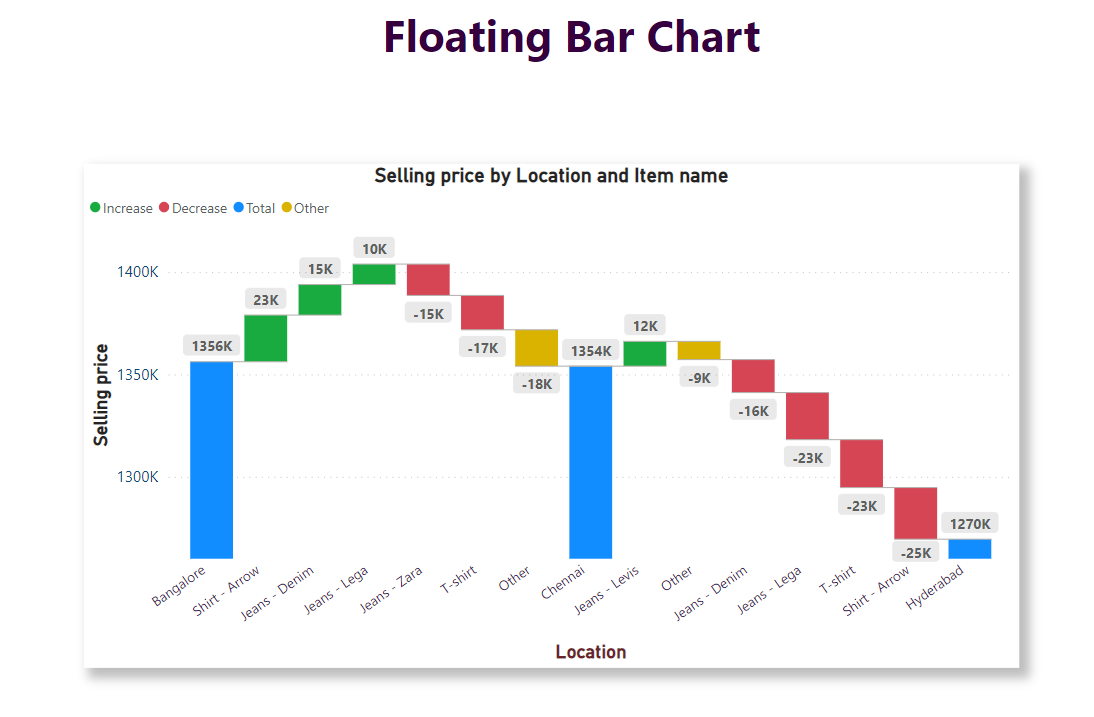 Floating Bar Chart
Selling price by Location and Item name
Increase Decrease Total Other
Selling price
1400K
1350K
1300K
1356K
23K
15K
10K
-15K
-17K
-18K
1354K
12K
-9K
-16K
-23K
-23K
-25K
1270K
Bangalore
Shirt - Arrow
Jeans - Denim
Jeans - Lega
Jeans - Zara
T-shirt
Other
Chennai
Jeans - Levis
Other
Jeans - Denim
Jeans - Lega
T-shirt
Shirt - Arrow
Hyderabad
Location